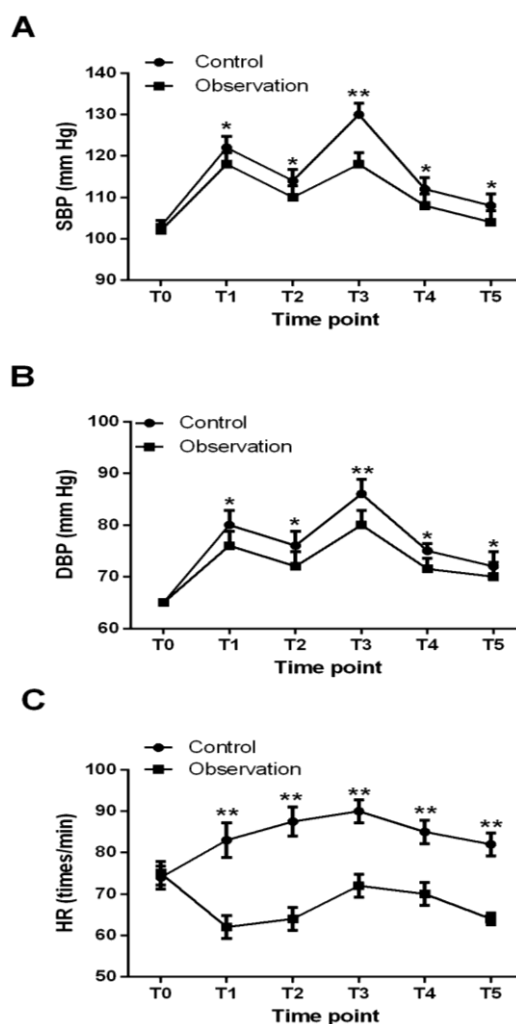 A
Control
Observation
140
130
120
110
100
90
SBP (mm Hg)
*
*
**
*
*
T0 T1 T2 T3 T4 T5
Time point
B
Control
Observation
100
90
80
70
60
DBP (mm Hg)
*
*
**
*
*
T0 T1 T2 T3 T4 T5
Time point
C
Control
Observation
100
90
80
70
60
50
HR (times/min)
**
**
**
**
**
T0 T1 T2 T3 T4 T5
Time point